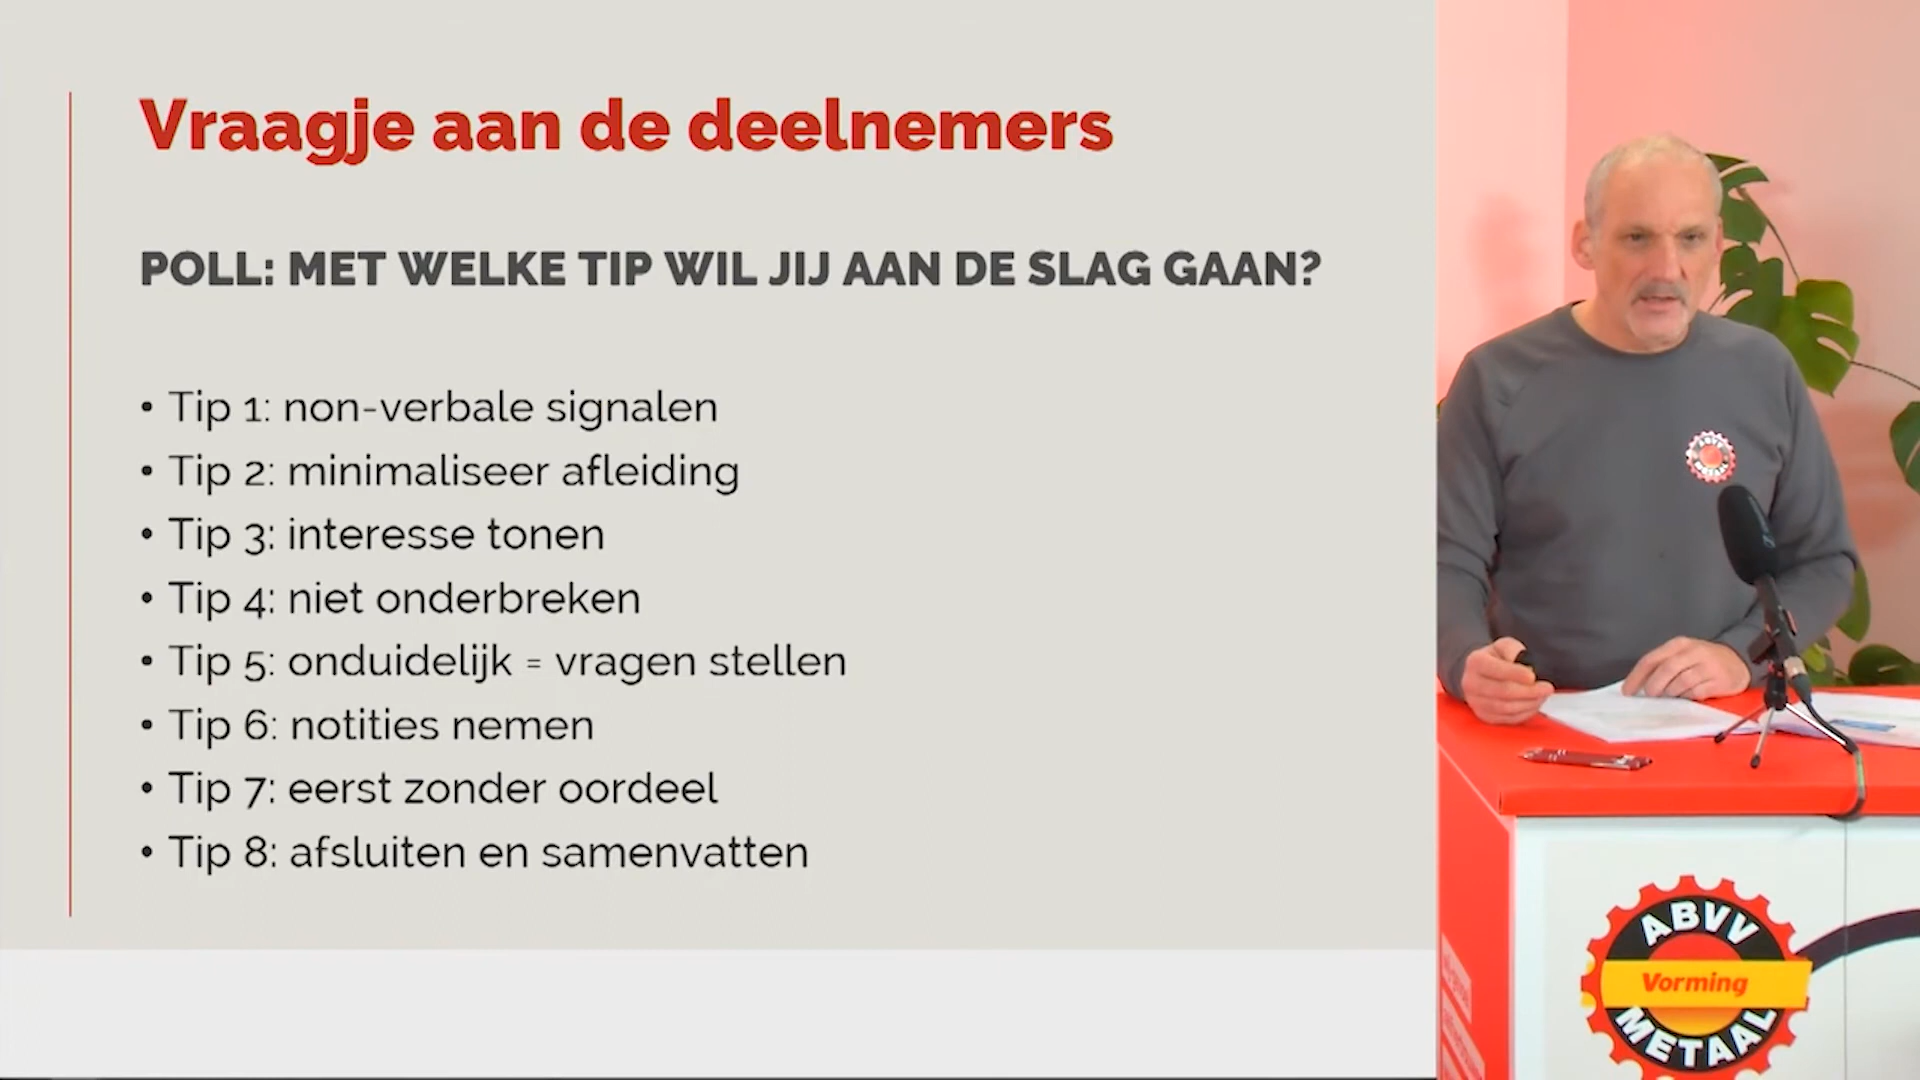 Vraagje aan de deelnemers
POLL: MET WELKE TIP WIL JIJ AAN DE SLAG GAAN?
• Tip 1: non-verbale signalen
• Tip 2: minimaliseer afleiding
• Tip 3: interesse tonen
• Tip 4: niet onderbreken
• Tip 5: onduidelijk = vragen stellen
• Tip 6: notities nemen
• Tip 7: eerst zonder oordeel
• Tip 8: afsluiten en samenvatten
ABVV
METAAL
ABVV
Vorming
METAAL